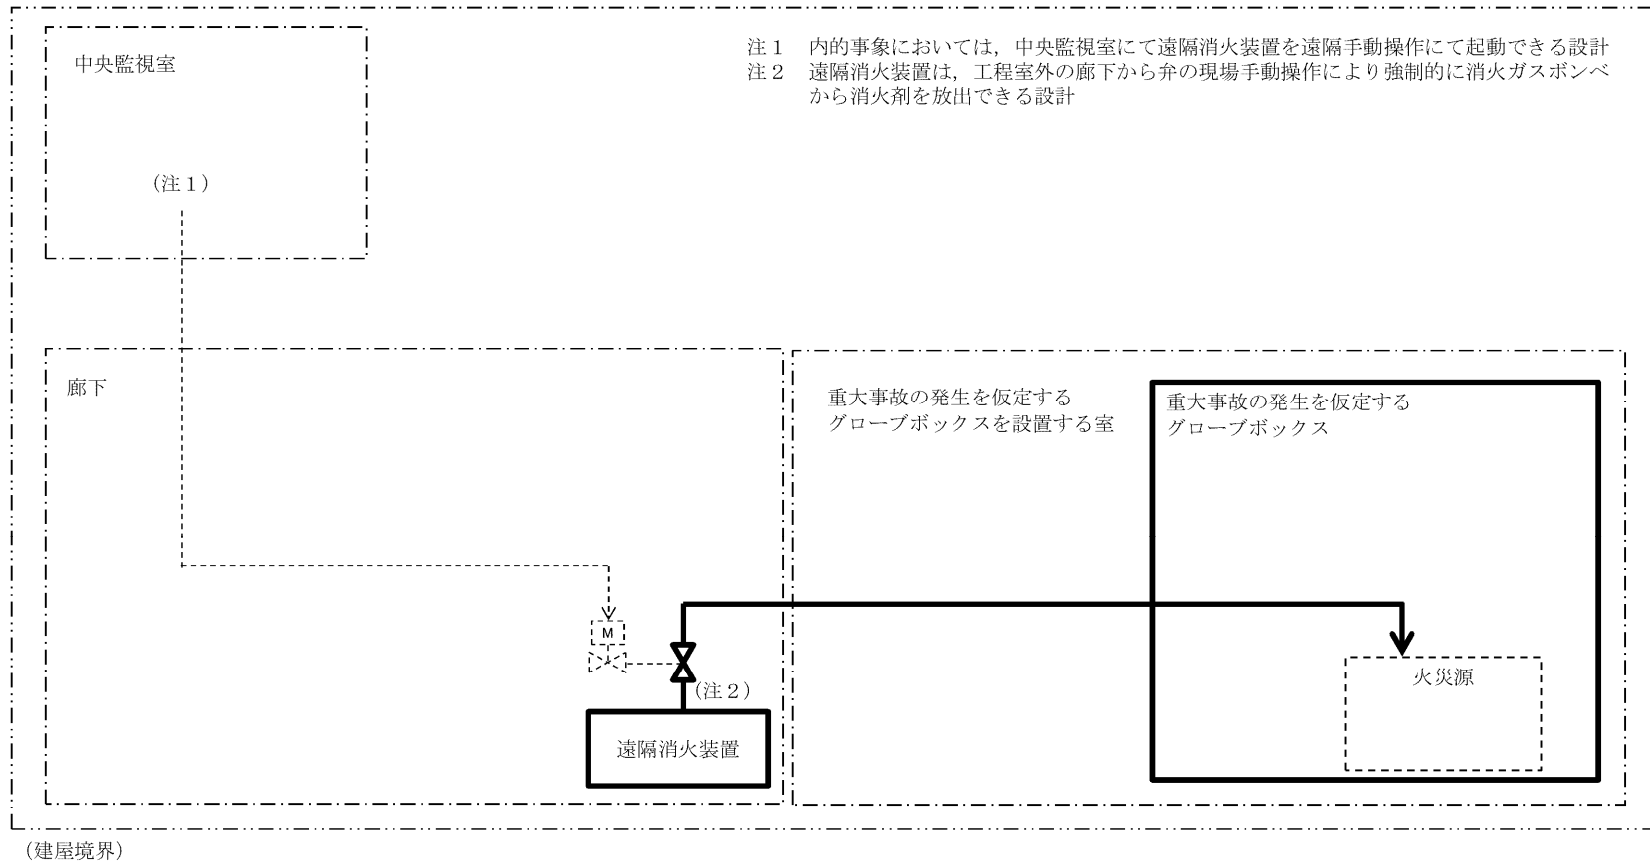 中央監視室
注１　内的事象においては，中央監視室にて遠隔消火装置を遠隔手動操作にて起動できる設計
注２　遠隔消火装置は，工程室外の廊下から弁の現場手動操作により強制的に消火ガスボンベ
から消火剤を放出できる設計
（注１）
廊下
重大事故の発生を仮定する
グローブボックスを設置する室
重大事故の発生を仮定する
グローブボックス
M
（注２）
火災源
遠隔消火装置
（建屋境界）